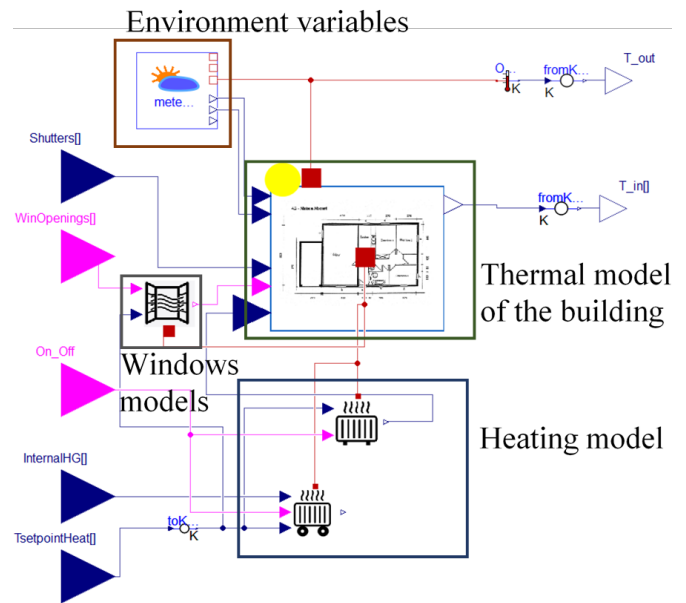 Environment variables
T_out
O_...
fromK...
K
K
mete...
Shutters[]
WinOpenings[]
T_in[]
fromK...
K
Thermal model
of the building
Windows
models
On_Off
Heating model
InternalHG[]
toK...
K
TsetpointHeat[]